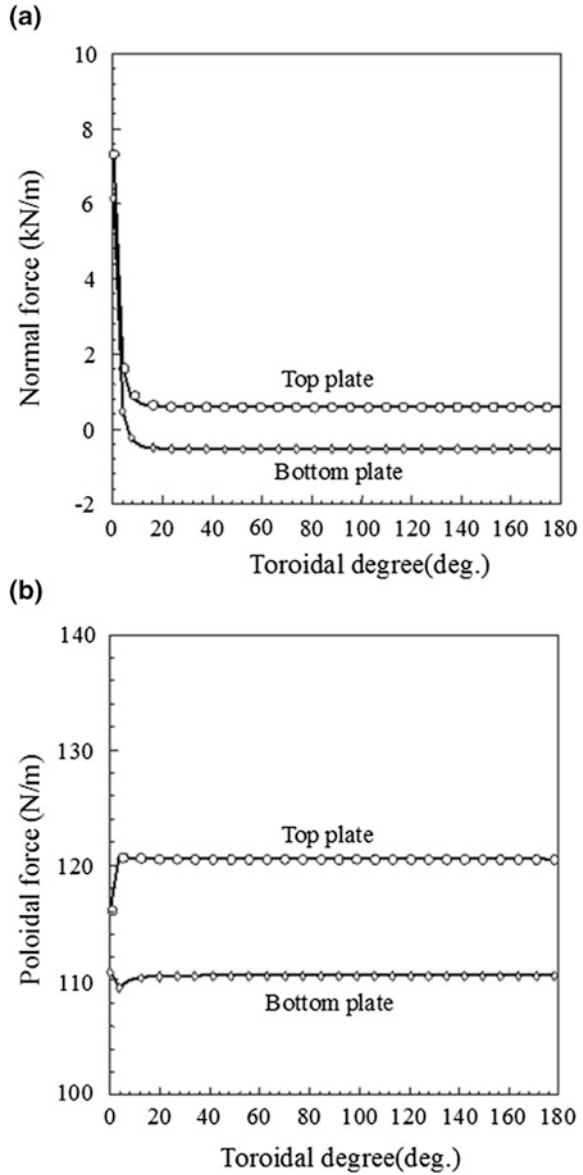 (a)
10
8
6
4
2
0
-2
Normal force (kN/m)
Top plate
Bottom plate
0 20 40 60 80 100 120 140 160 180
Toroidal degree(deg.)
(b)
140
130
120
110
100
Poloidal force (N/m)
Top plate
Bottom plate
0 20 40 60 80 100 120 140 160 180
Toroidal degree(deg.)